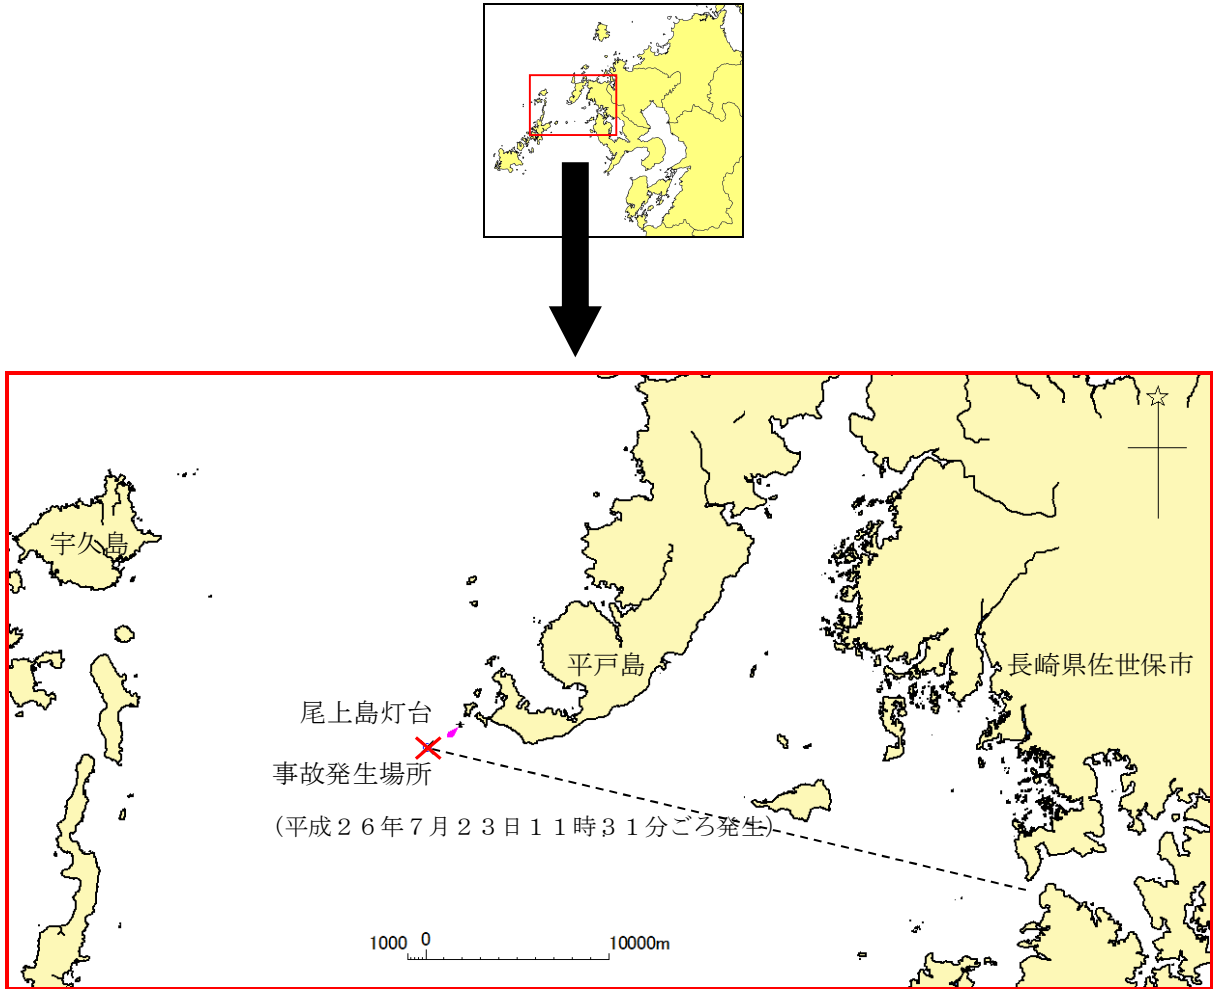 宇久島
平戸島
長崎県佐世保市
尾上島灯台
事故発生場所
(平成２６年７月２３日１１時３１分ごろ発生)
1000 0 10000m